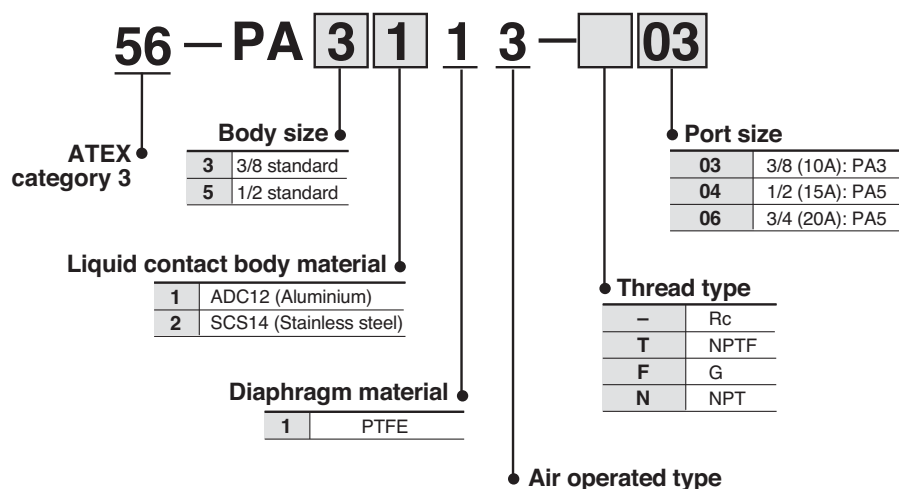 56 — PA 3 1 1 3 — 03
ATEX
category 3
Body size
3 3/8 standard
5 1/2 standard
Port size
03 3/8 (10A): PA3
04 1/2 (15A): PA5
06 3/4 (20A): PA5
Liquid contact body material
1 ADC12 (Aluminium)
2 SCS14 (Stainless steel)
Thread type
– Rc
T NPTF
F G
N NPT
Diaphragm material
1 PTFE
Air operated type